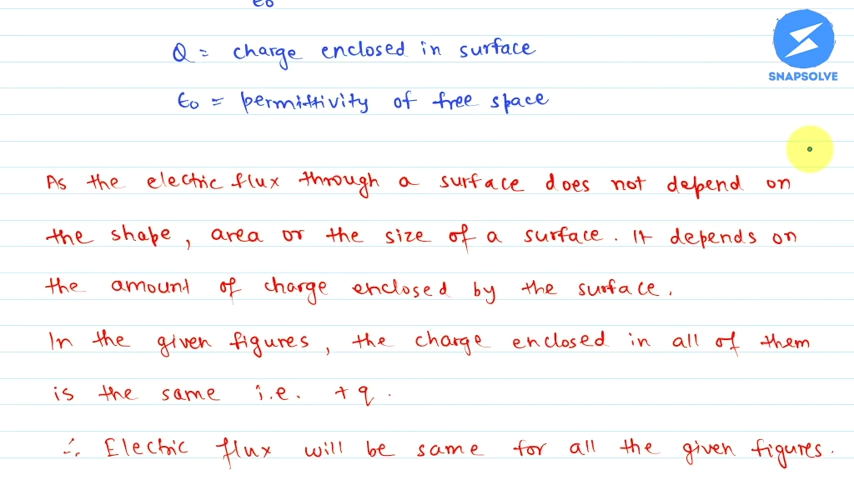 ϵ₀
Q = charge enclosed in surface
ϵ₀ = permittivity of free space
SNAPSOLVE
As the electric flux through a surface does not depend on
the shape, area or the size of a surface. It depends on
the amount of charge enclosed by the surface.
In the given figures, the charge enclosed in all of them
is the same i.e. +q.
∴ Electric flux will be same for all the given figures.